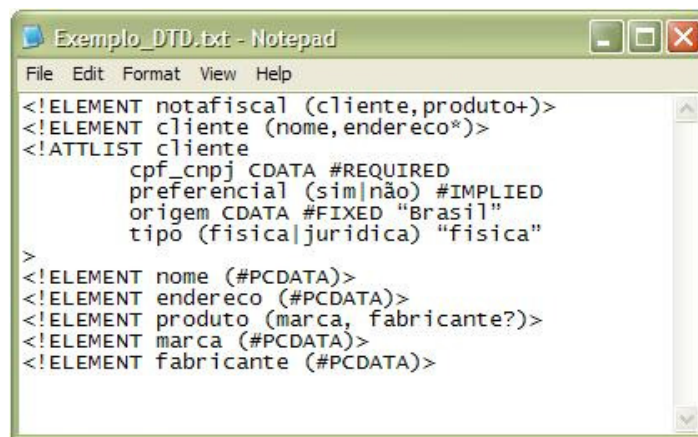 Exemplo_DTD.txt - Notepad
File Edit Format View Help
<!ELEMENT notafiscal (cliente,produto+)>
<!ELEMENT cliente (nome,endereco*)>
<!ATTLIST cliente
cpf_cnpj CDATA #REQUIRED
preferencial (sim|não) #IMPLIED
origem CDATA #FIXED “Brasil”
tipo (fisica|juridica) “fisica”
>
<!ELEMENT nome (#PCDATA)>
<!ELEMENT endereco (#PCDATA)>
<!ELEMENT produto (marca, fabricante?)>
<!ELEMENT marca (#PCDATA)>
<!ELEMENT fabricante (#PCDATA)>